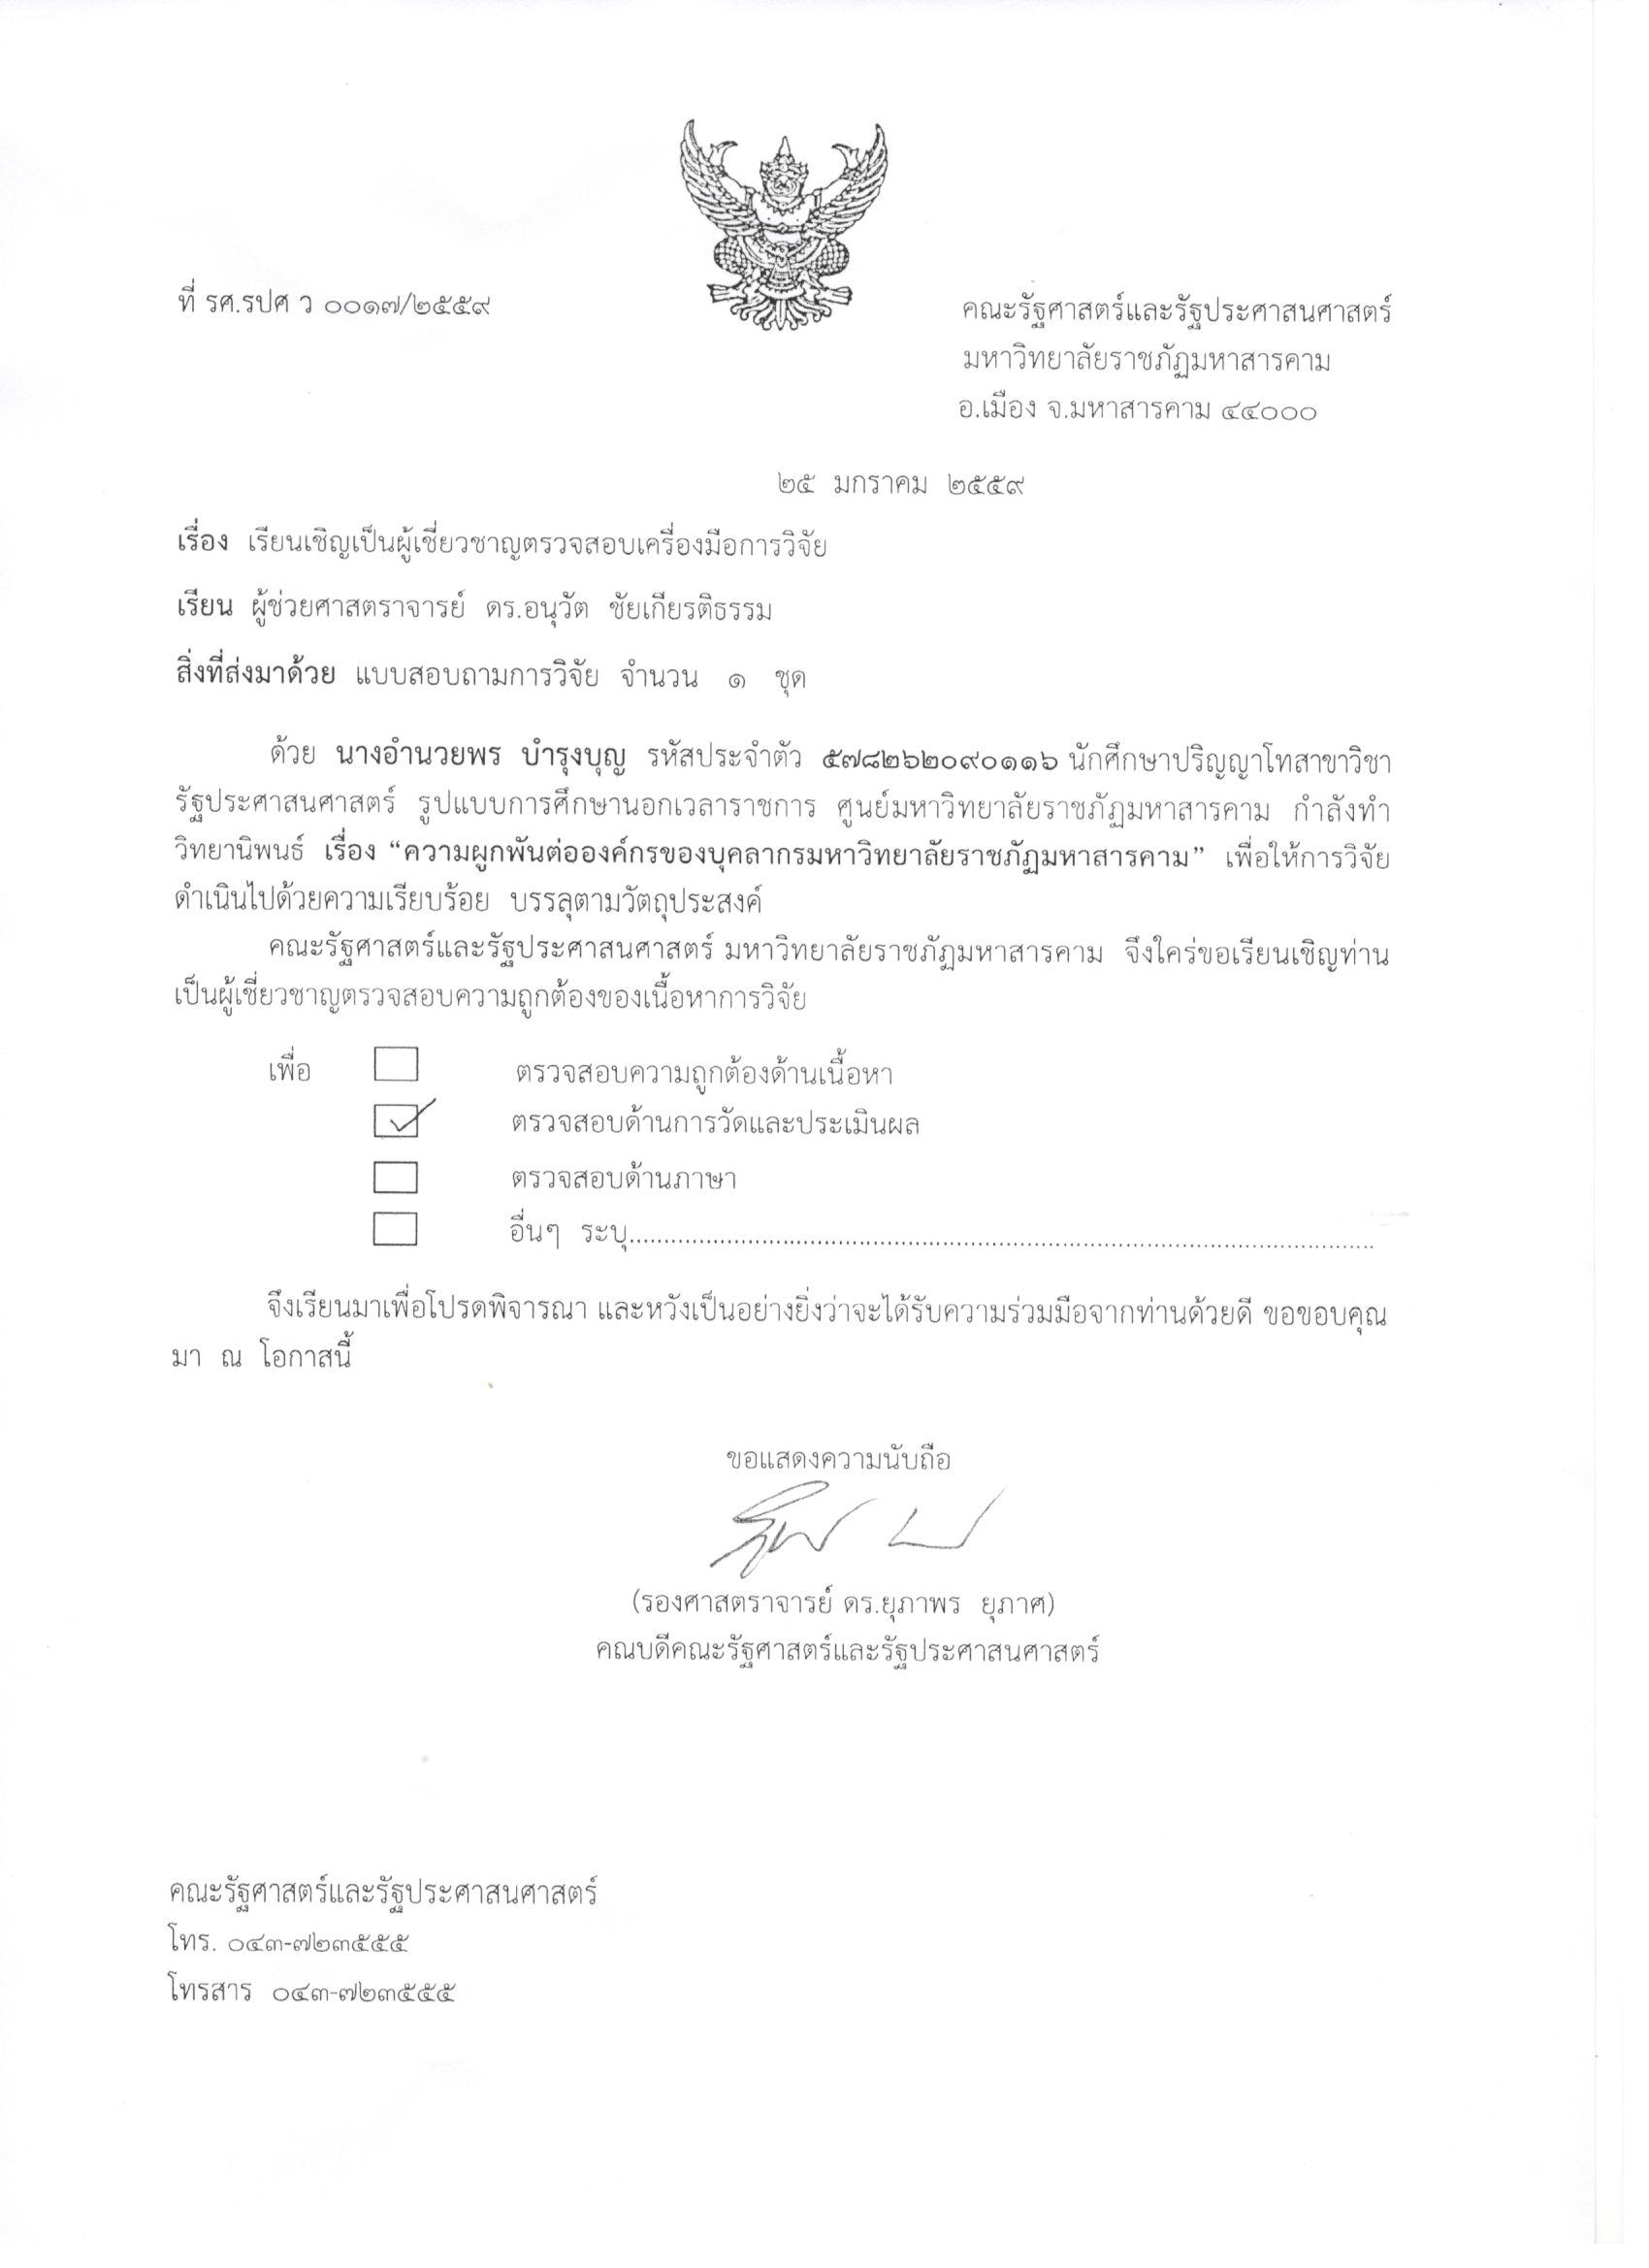 ที่ รศ.รปศ ว ๐๐๑๗/๒๕๕๙
คณะรัฐศาสตร์และรัฐประศาสนศาสตร์
มหาวิทยาลัยราชภัฏมหาสารคาม
อ.เมือง จ.มหาสารคาม ๔๔๐๐๐
๒๕ มกราคม ๒๕๕๙
เรื่อง เรียนเชิญเป็นผู้เชี่ยวชาญตรวจสอบเครื่องมือการวิจัย
เรียน ผู้ช่วยศาสตราจารย์ ดร.อนุวัต ชัยเกียรติธรรม
สิ่งที่ส่งมาด้วย แบบสอบถามการวิจัย จำนวน ๑ ชุด
ด้วย นางอำนวยพร บำรุงบุญ รหัสประจำตัว ๕๗๘๒๖๒๐๙๐๑๑๖ นักศึกษาปริญญาโทสาขาวิชา
รัฐประศาสนศาสตร์ รูปแบบการศึกษานอกเวลาราชการ ศูนย์มหาวิทยาลัยราชภัฏมหาสารคาม กำลังทำ
วิทยานิพนธ์ เรื่อง “ความผูกพันต่อองค์กรของบุคลากรมหาวิทยาลัยราชภัฏมหาสารคาม” เพื่อให้การวิจัย
ดำเนินไปด้วยความเรียบร้อย บรรลุตามวัตถุประสงค์
คณะรัฐศาสตร์และรัฐประศาสนศาสตร์ มหาวิทยาลัยราชภัฏมหาสารคาม จึงใคร่ขอเรียนเชิญท่าน
เป็นผู้เชี่ยวชาญตรวจสอบความถูกต้องของเนื้อหาการวิจัย
เพื่อ ตรวจสอบความถูกต้องด้านเนื้อหา
ตรวจสอบด้านการวัดและประเมินผล
ตรวจสอบด้านภาษา
อื่นๆ ระบุ..........................................................................................................
จึงเรียนมาเพื่อโปรดพิจารณา และหวังเป็นอย่างยิ่งว่าจะได้รับความร่วมมือจากท่านด้วยดี ขอขอบคุณ
มา ณ โอกาสนี้
ขอแสดงความนับถือ
(รองศาสตราจารย์ ดร.ยุภาพร ยุภาศ)
คณบดีคณะรัฐศาสตร์และรัฐประศาสนศาสตร์
คณะรัฐศาสตร์และรัฐประศาสนศาสตร์
โทร. ๐๔๓-๗๒๓๕๕๕
โทรสาร ๐๔๓-๗๒๓๕๕๕